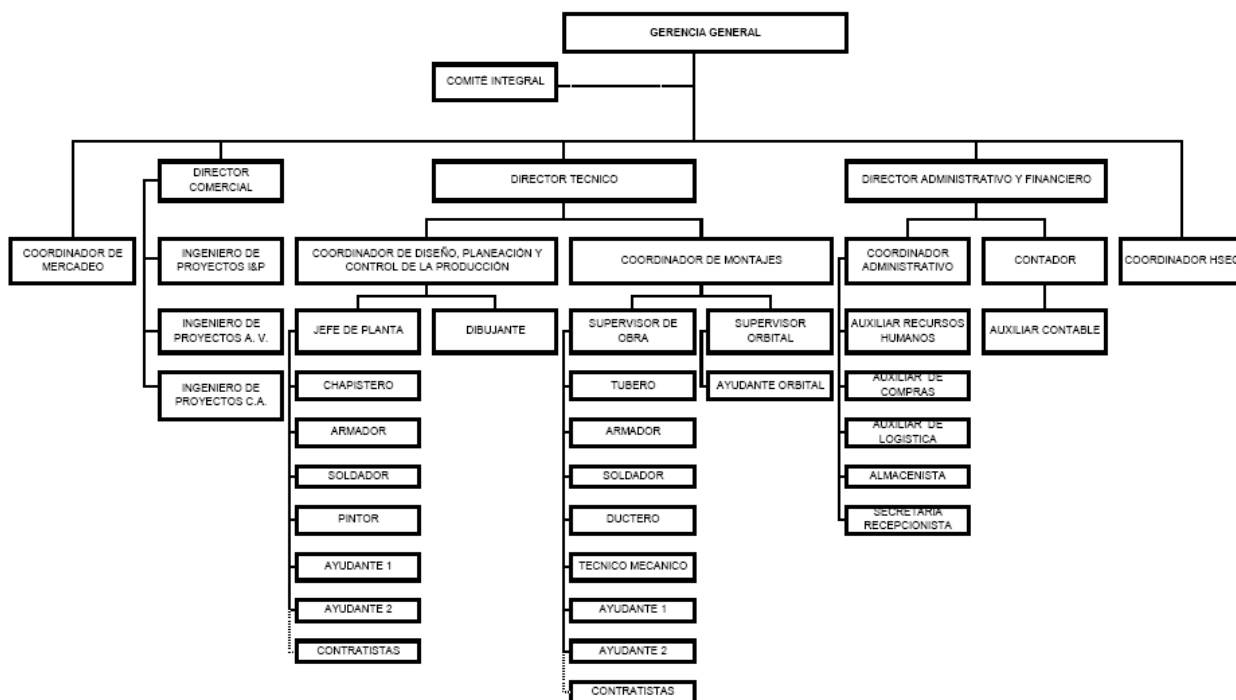 GERENCIA GENERAL
COMITÉ INTEGRAL
DIRECTOR
COMERCIAL
DIRECTOR TECNICO
DIRECTOR ADMINISTRATIVO Y FINANCIERO
COORDINADOR DE
MERCADEO
INGENIERO DE
PROYECTOS I&P
COORDINADOR DE DISEÑO, PLANEACIÓN Y
CONTROL DE LA PRODUCCIÓN
COORDINADOR DE MONTAJES
COORDINADOR
ADMINISTRATIVO
CONTADOR
COORDINADOR HSEQ
INGENIERO DE
PROYECTOS A. V.
JEFE DE PLANTA
DIBUJANTE
SUPERVISOR DE
OBRA
SUPERVISOR
ORBITAL
AUXILIAR RECURSOS
HUMANOS
AUXILIAR CONTABLE
INGENIERO DE
PROYECTOS C.A.
CHAPISTERO
TUBERO
AYUDANTE ORBITAL
AUXILIAR DE
COMPRAS
ARMADOR
ARMADOR
AUXILIAR DE
LOGISTICA
SOLDADOR
SOLDADOR
ALMACENISTA
PINTOR
DUCTERO
SECRETARIA
RECEPCIONISTA
AYUDANTE 1
TECNICO MECANICO
AYUDANTE 2
AYUDANTE 1
CONTRATISTAS
AYUDANTE 2
CONTRATISTAS